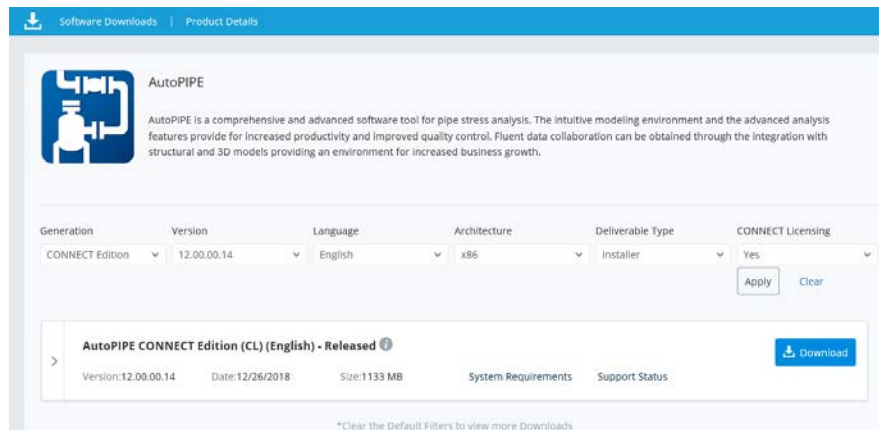 Software Downloads | Product Details
AutoPIPE
AutoPIPE is a comprehensive and advanced software tool for pipe stress analysis. The intuitive modeling environment and the advanced analysis
features provide for increased productivity and improved quality control. Fluent data collaboration can be obtained through the integration with
structural and 3D models providing an environment for increased business growth.
Generation Version Language Architecture Deliverable Type CONNECT Licensing
CONNECT Edition 12.00.00.14 English x86 Installer Yes
Apply Clear
AutoPIPE CONNECT Edition (CL) (English) - Released
Download
Version:12.00.00.14 Date:12/26/2018 Size:1133 MB System Requirements Support Status
*Clear the Default Filters to view more Downloads